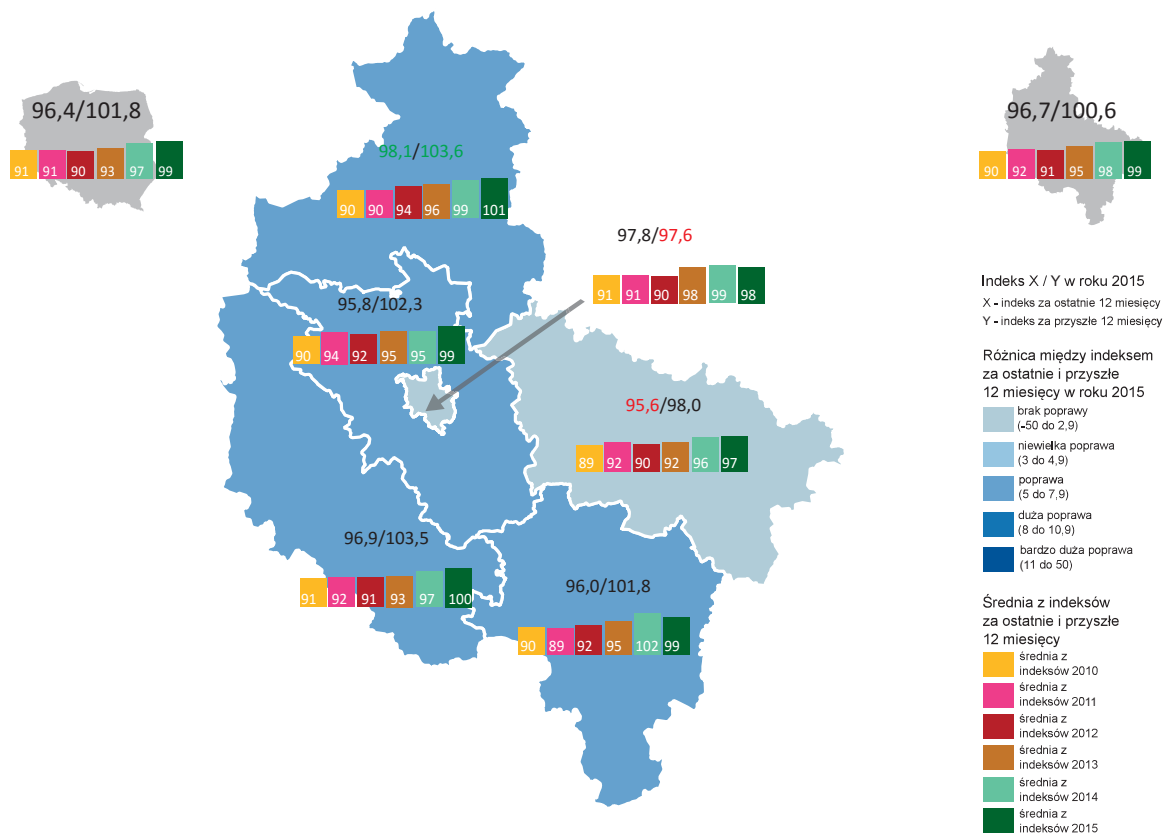 96,4/101,8
91 91 90 93 97 99
96,7/100,6
90 92 91 95 98 99
98,1/103,6
90 90 94 96 99 101
97,8/97,6
91 91 90 98 99 98
95,8/102,3
90 94 92 95 95 99
95,6/98,0
89 92 90 92 96 97
96,9/103,5
91 92 91 93 97 100
96,0/101,8
90 89 92 95 102 99
Indeks X / Y w roku 2015
X - indeks za ostatnie 12 miesięcy
Y - indeks za przyszłe 12 miesięcy
Różnica między indeksem
za ostatnie i przyszłe
12 miesięcy w roku 2015
brak poprawy
(-50 do 2,9)
niewielka poprawa
(3 do 4,9)
poprawa
(5 do 7,9)
duża poprawa
(8 do 10,9)
bardzo duża poprawa
(11 do 50)
Średnia z indeksów
za ostatnie i przyszłe
12 miesięcy
średnia z
indeksów 2010
średnia z
indeksów 2011
średnia z
indeksów 2012
średnia z
indeksów 2013
średnia z
indeksów 2014
średnia z
indeksów 2015